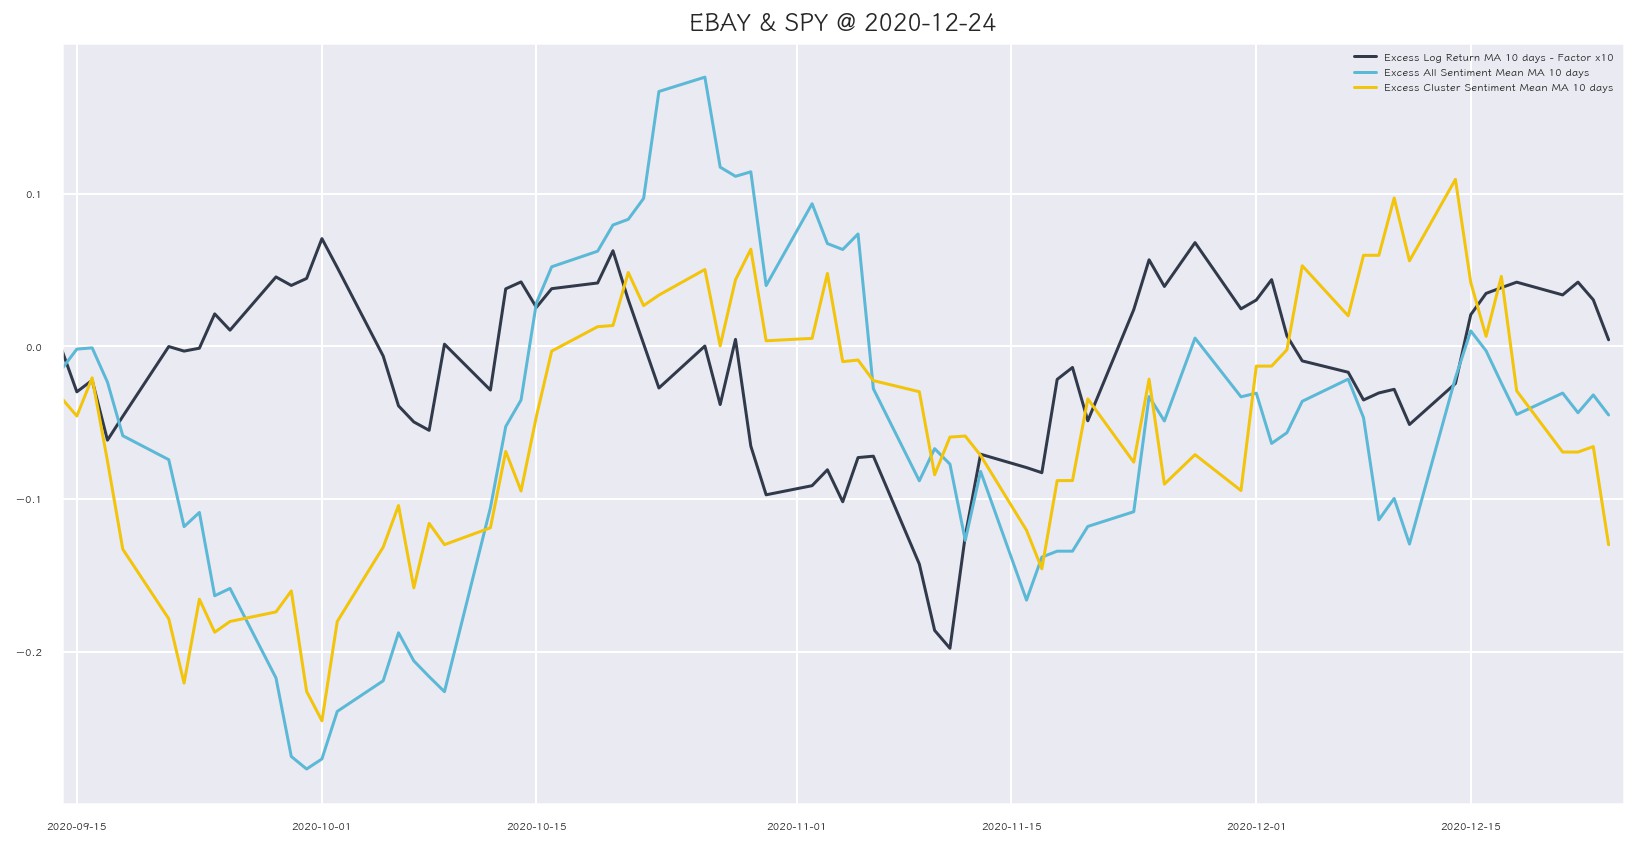 EBAY & SPY @ 2020-12-24
Excess Log Return MA 10 days - Factor x10
Excess All Sentiment Mean MA 10 days
Excess Cluster Sentiment Mean MA 10 days
0.1
0.0
−0.1
−0.2
2020-09-15 2020-10-01 2020-10-15 2020-11-01 2020-11-15 2020-12-01 2020-12-15